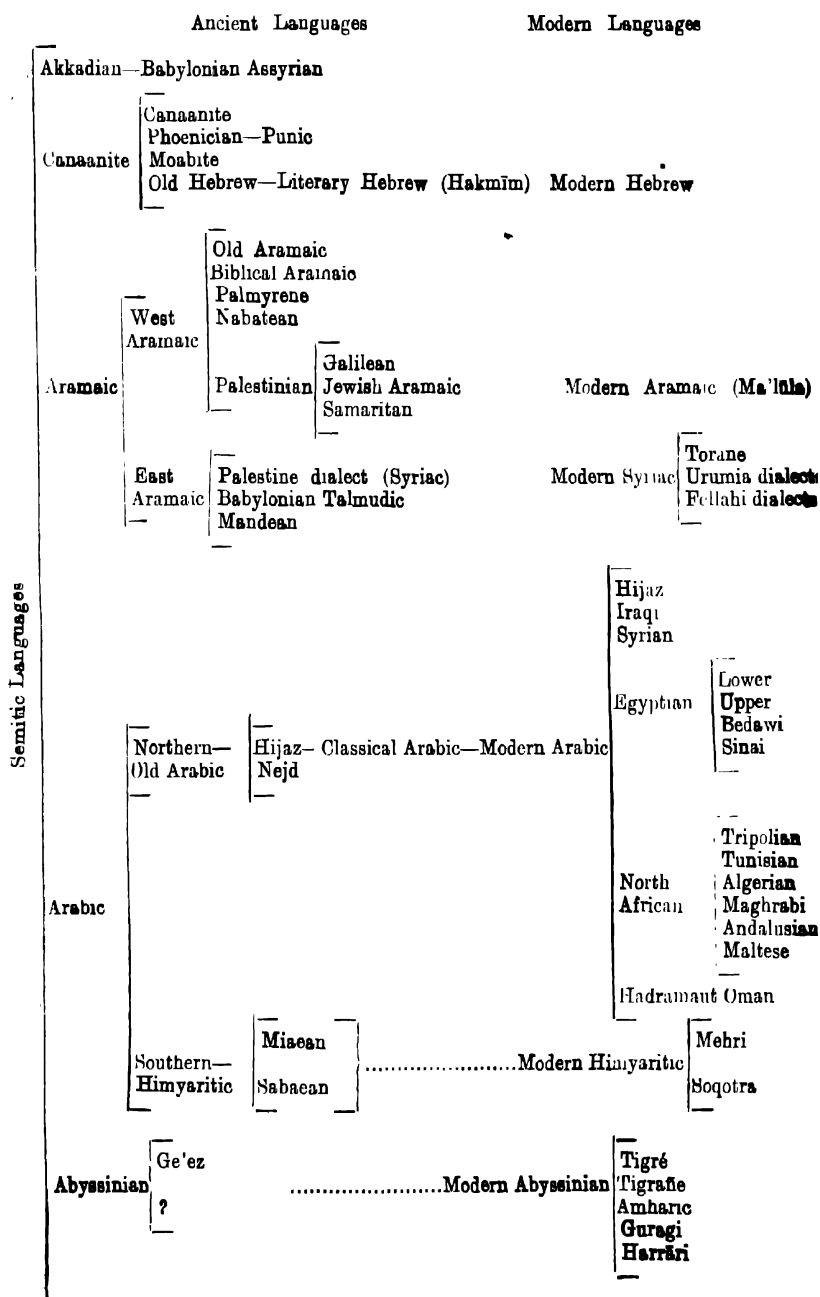 Ancient Languages Modern Languages
Semitic Languages
Akkadian—Babylonian Assyrian
Canaanite
Canaanite
Phoenician—Punic
Moabite
Old Hebrew—Literary Hebrew (Hakmīm) Modern Hebrew
Aramaic
West
Aramaic
Old Aramaic
Biblical Aramaic
Palmyrene
Nabatean
Palestinian
Galilean
Jewish Aramaic
Samaritan
Modern Aramaic (Ma'lūla)
East
Aramaic
Palestine dialect (Syriac)
Babylonian Talmudic
Mandean
Modern Syriac
Torane
Urumia dialects
Fellahi dialects
Arabic
Northern—
Old Arabic
Hijaz— Classical Arabic—Modern Arabic
Nejd
Hijaz
Iraqi
Syrian
Egyptian
Lower
Upper
Bedawi
Sinai
North
African
Tripolian
Tunisian
Algerian
Maghrabi
Andalusian
Maltese
Hadramaut Oman
Southern—
Himyaritic
Minaean
Sabaean
......................Modern Himyaritic
Mehri
Soqotra
Abyssinian
Ge'ez
?
......................Modern Abyssinian
Tigré
Tigrañe
Amharic
Guragi
Harrāri